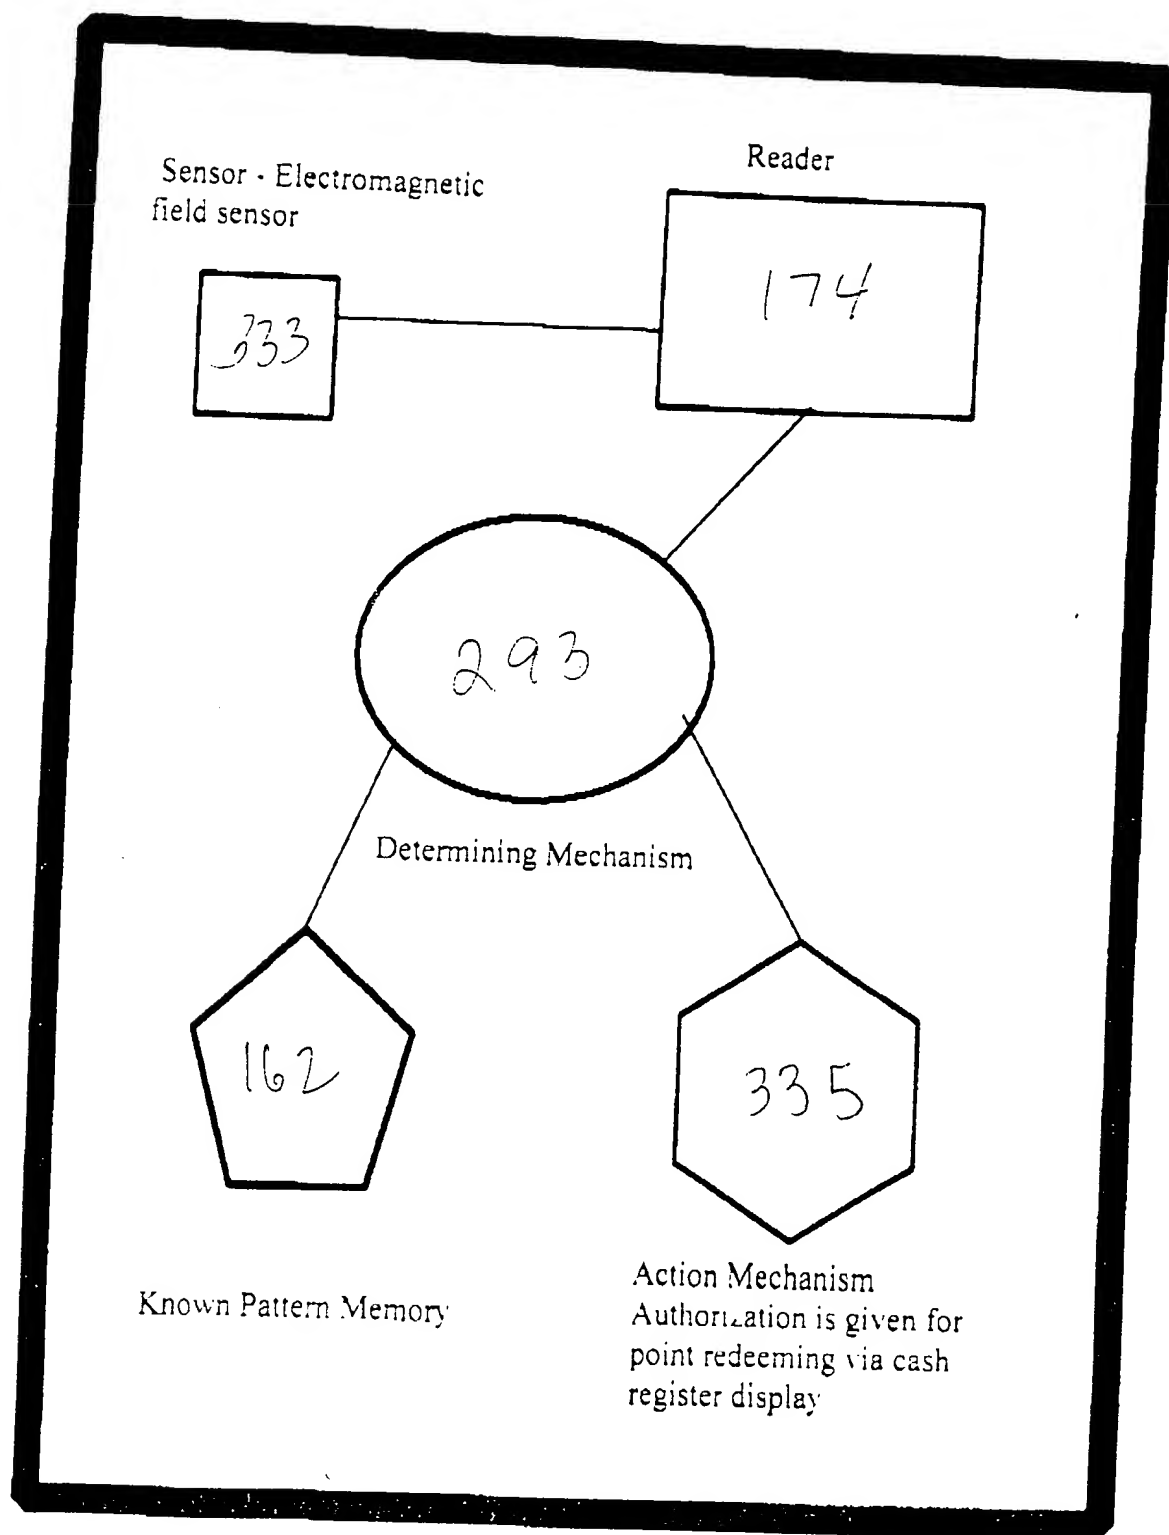 Sensor - Electromagnetic
field sensor
Reader
333
174
293
Determining Mechanism
162
335
Known Pattern Memory
Action Mechanism
Authorization is given for
point redeeming via cash
register display